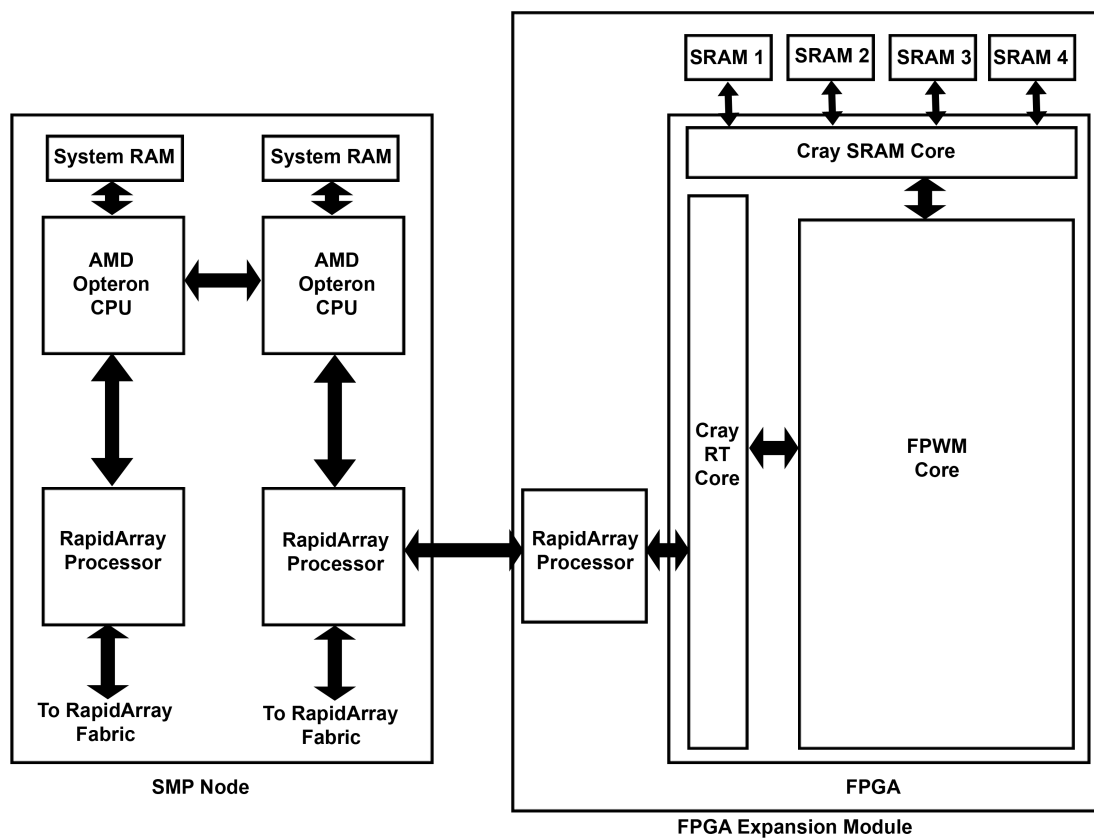 SRAM 1
SRAM 2
SRAM 3
SRAM 4
System RAM
System RAM
Cray SRAM Core
AMD
Opteron
CPU
AMD
Opteron
CPU
Cray
RT
Core
FPWM
Core
RapidArray
Processor
RapidArray
Processor
RapidArray
Processor
To RapidArray
Fabric
To RapidArray
Fabric
SMP Node
FPGA
FPGA Expansion Module